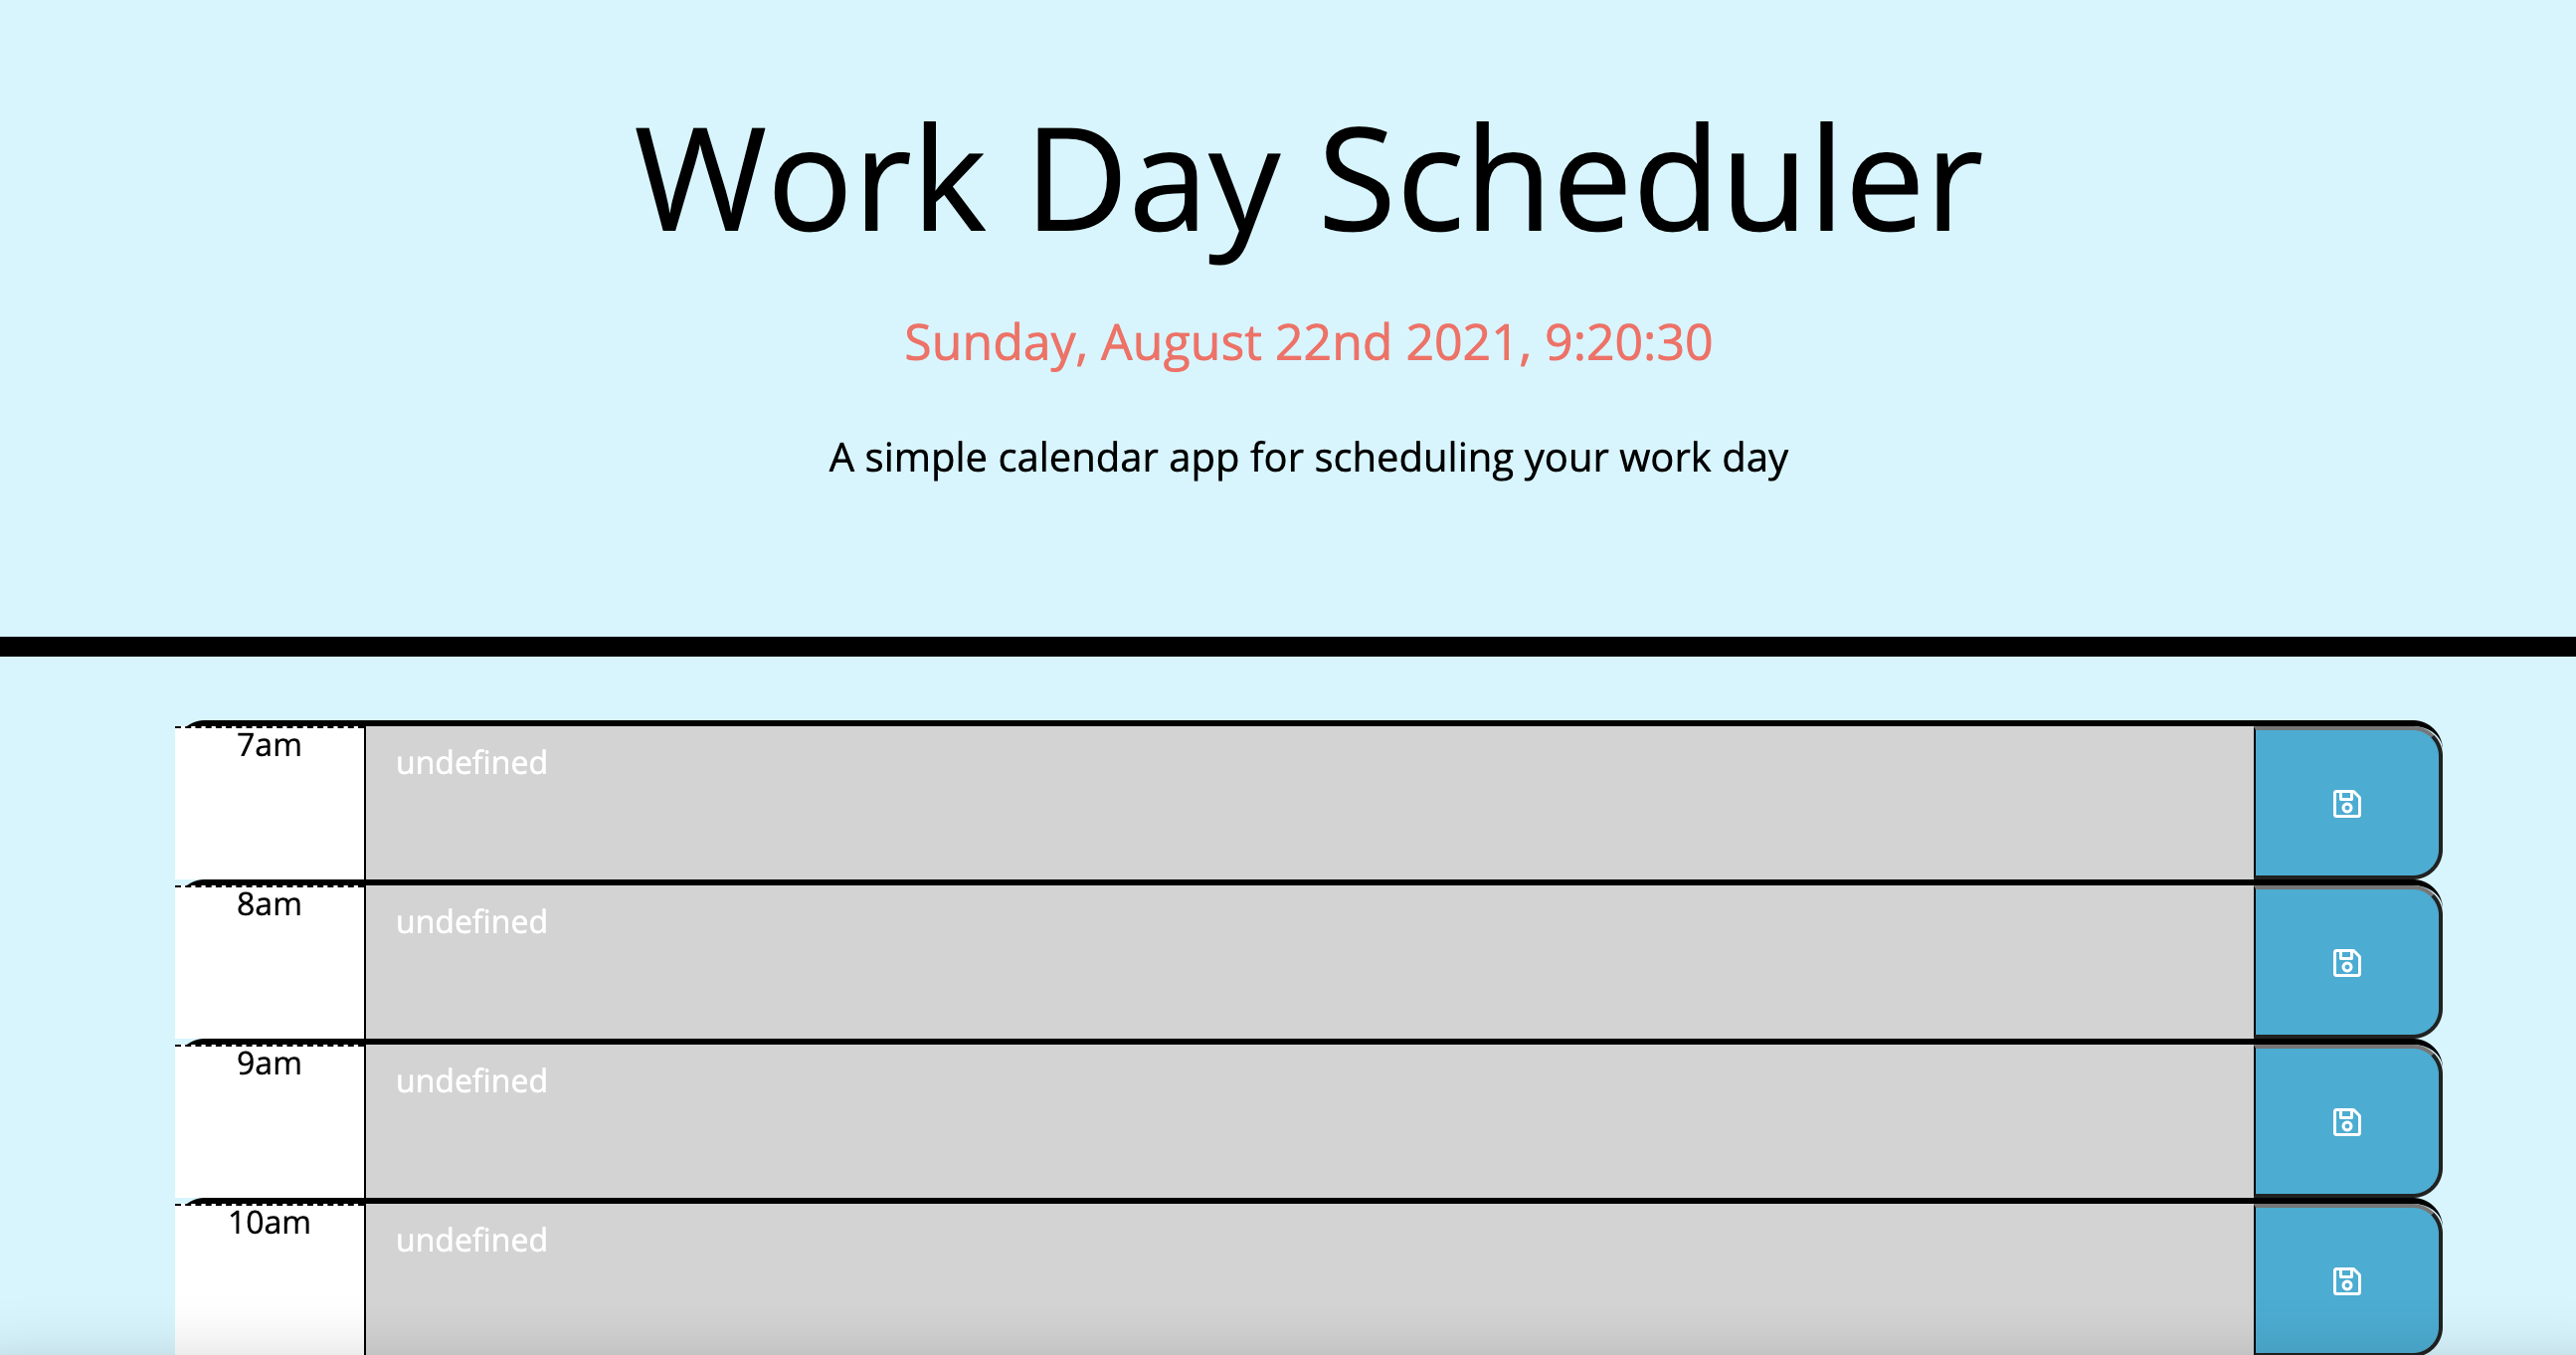 Work Day Scheduler
Sunday, August 22nd 2021, 9:20:30
A simple calendar app for scheduling your work day
7am
undefined
8am
undefined
9am
undefined
10am
undefined